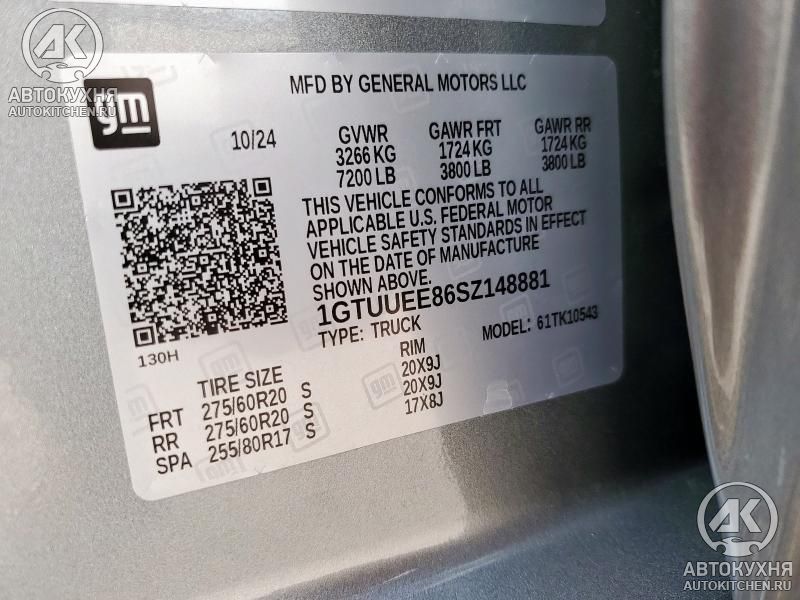 АК
АВТОКУХНЯ
AUTOKITCHEN.RU
gm
MFD BY GENERAL MOTORS LLC
10/24 GVWR GAWR FRT GAWR RR
3266 KG 1724 KG 1724 KG
7200 LB 3800 LB 3800 LB
THIS VEHICLE CONFORMS TO ALL
APPLICABLE U.S. FEDERAL MOTOR
VEHICLE SAFETY STANDARDS IN EFFECT
ON THE DATE OF MANUFACTURE
SHOWN ABOVE.
1GTUUEE86SZ148881
TYPE: TRUCK MODEL: 61TK10543
130H
TIRE SIZE RIM
FRT 275/60R20 S 20X9J
RR 275/60R20 S 20X9J
SPA 255/80R17 S 17X8J
gm
АК
АВТОКУХНЯ
AUTOKITCHEN.RU